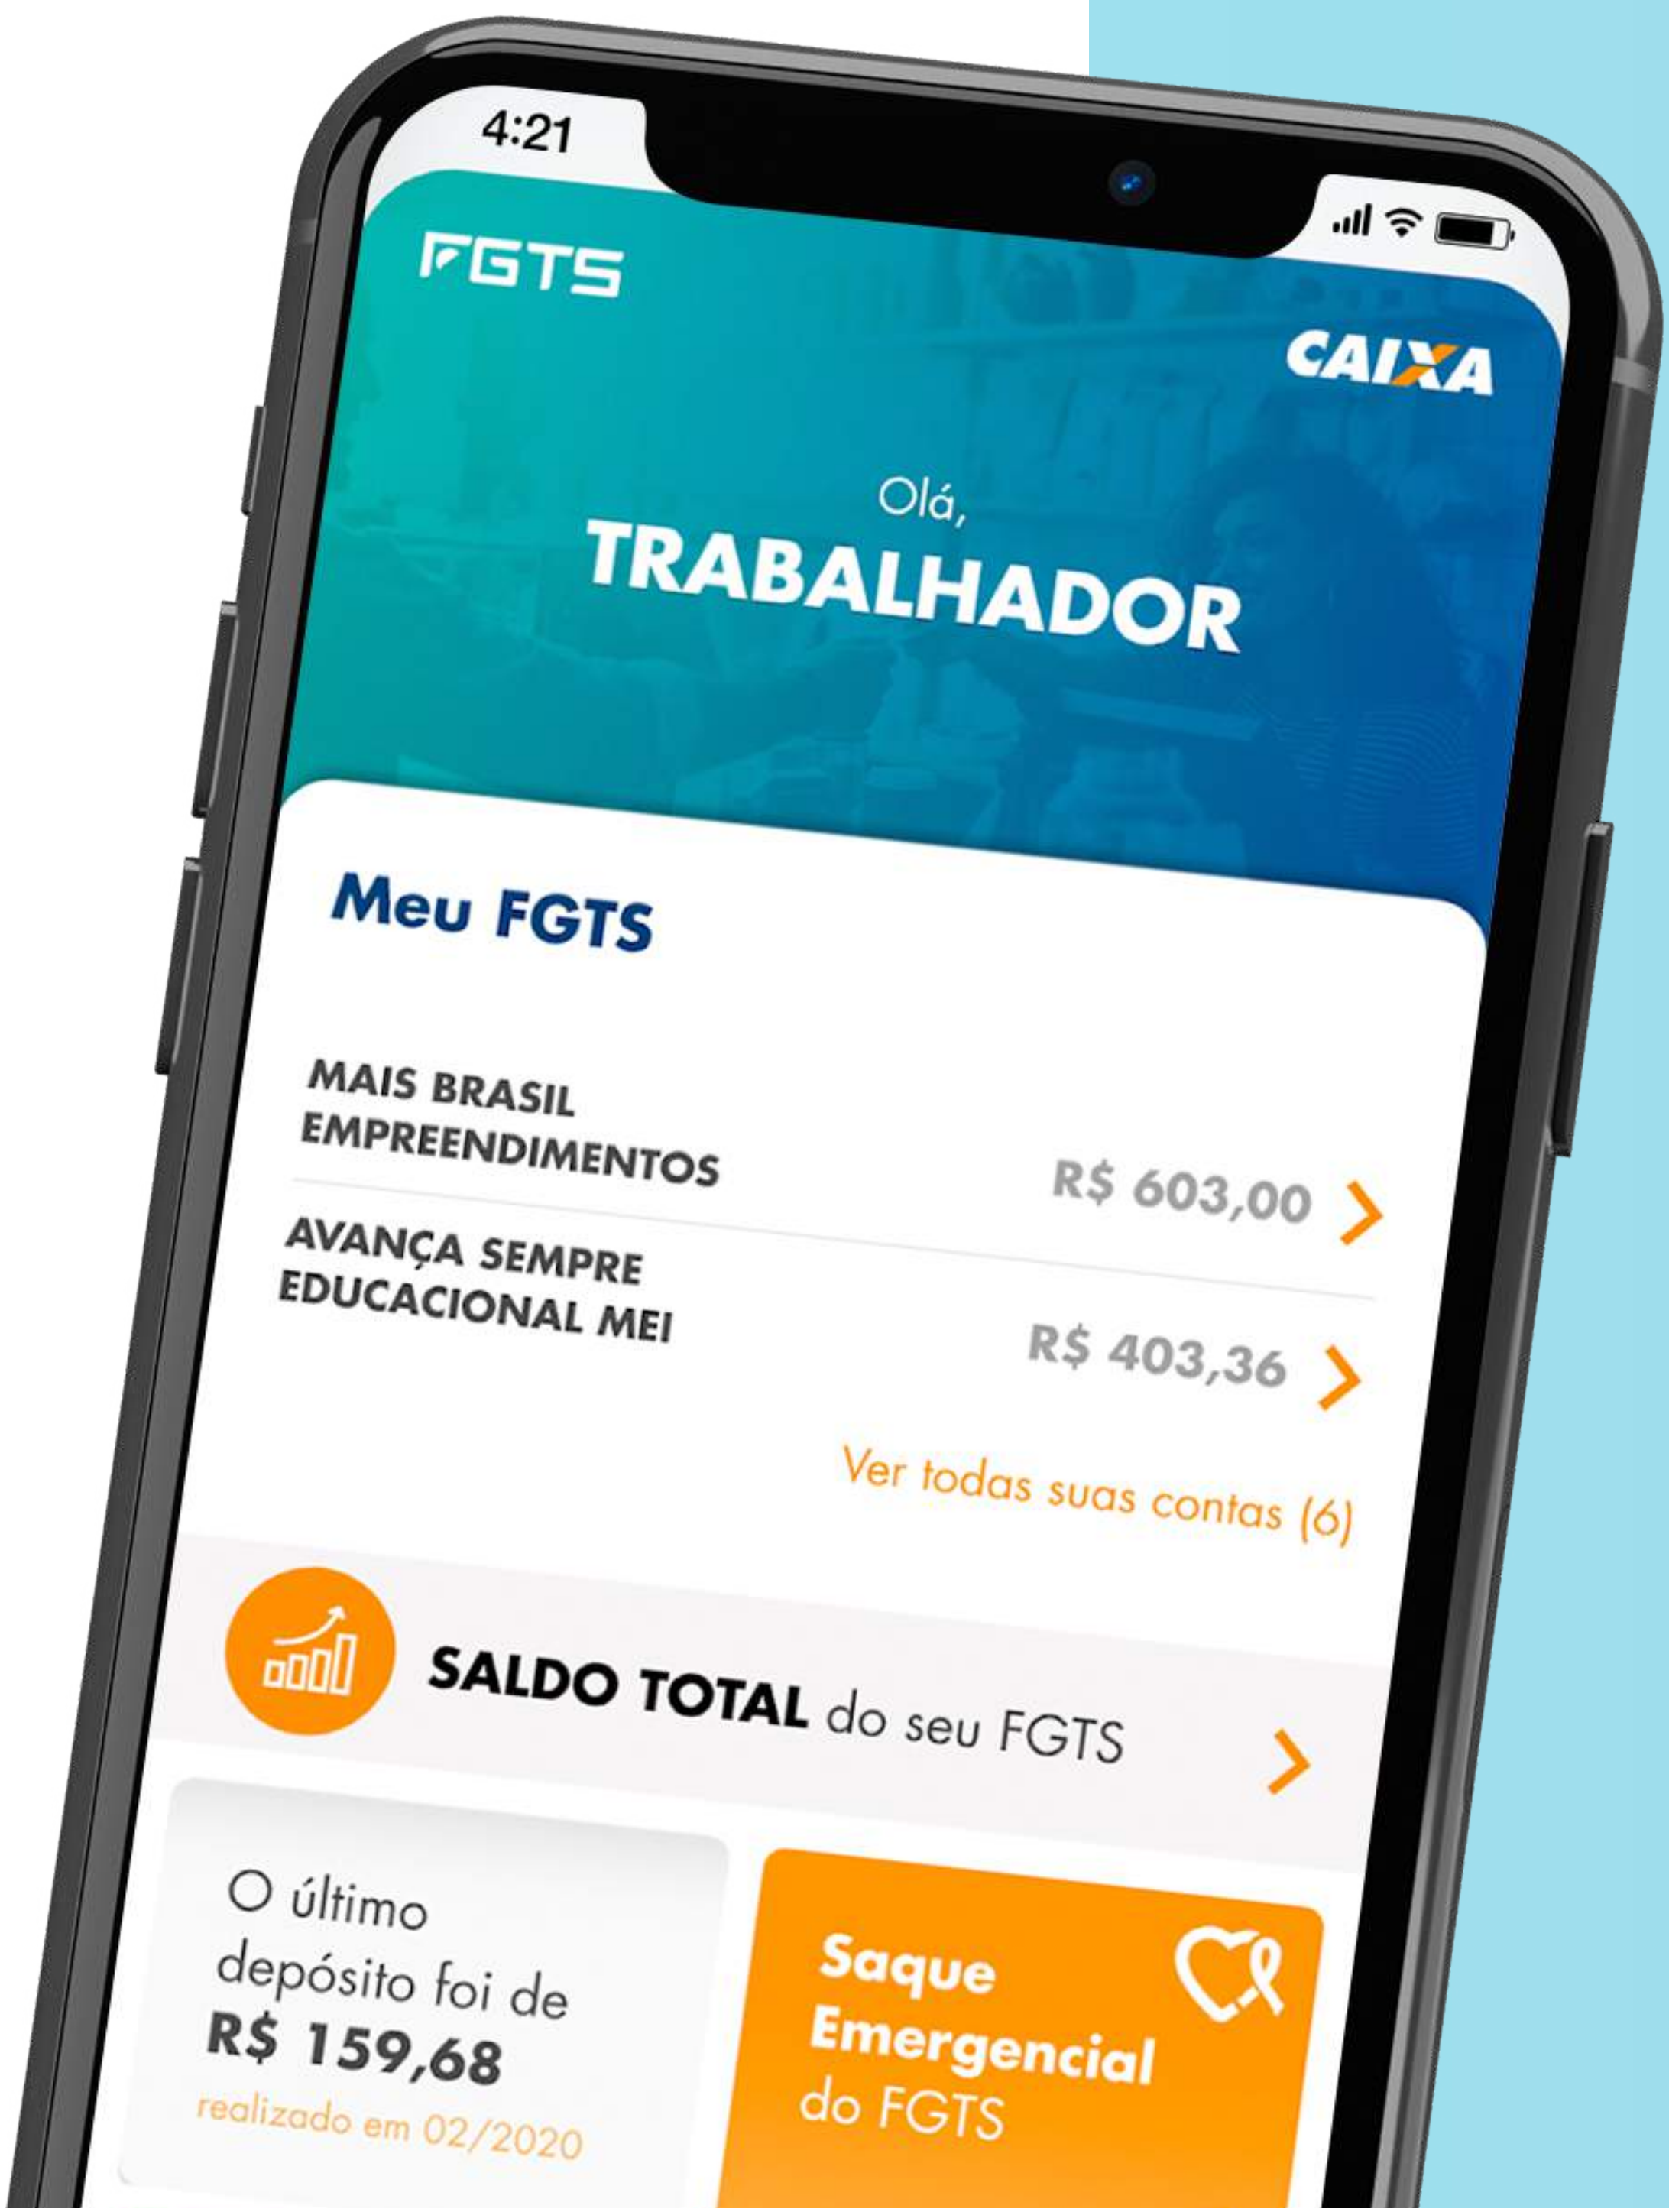 4:21
FGTS
CAIXA
Olá,
TRABALHADOR
Meu FGTS
MAIS BRASIL
EMPREENDIMENTOS
R$ 603,00
AVANÇA SEMPRE
EDUCACIONAL MEI
R$ 403,36
Ver todas suas contas (6)
SALDO TOTAL do seu FGTS
O último
depósito foi de
R$ 159,68
realizado em 02/2020
Saque
Emergencial
do FGTS